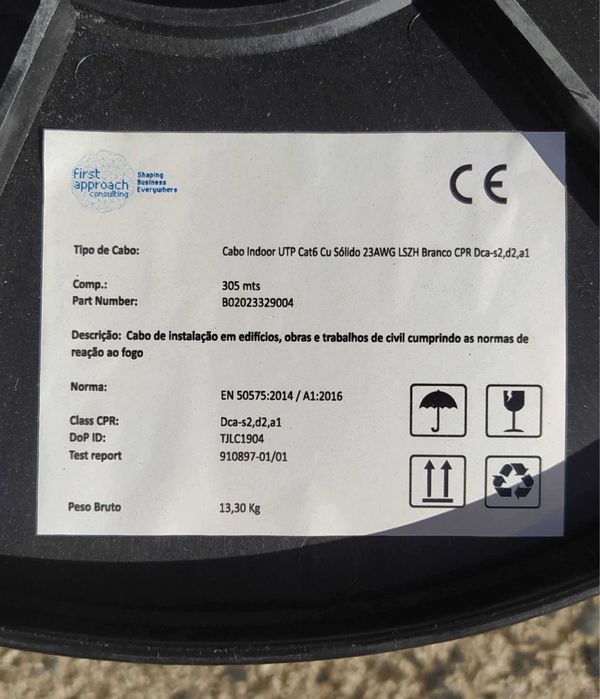 First
approach
consulting
Shaping
Business
Everywhere
CE
Tipo de Cabo: Cabo Indoor UTP Cat6 Cu Sólido 23AWG LSZH Branco CPR Dca-s2,d2,a1
Comp.: 305 mts
Part Number: B02023329004
Descrição: Cabo de instalação em edifícios, obras e trabalhos de civil cumprindo as normas de
reação ao fogo
Norma: EN 50575:2014 / A1:2016
Class CPR: Dca-s2,d2,a1
DoP ID: TJLC1904
Test report 910897-01/01
Peso Bruto 13,30 Kg